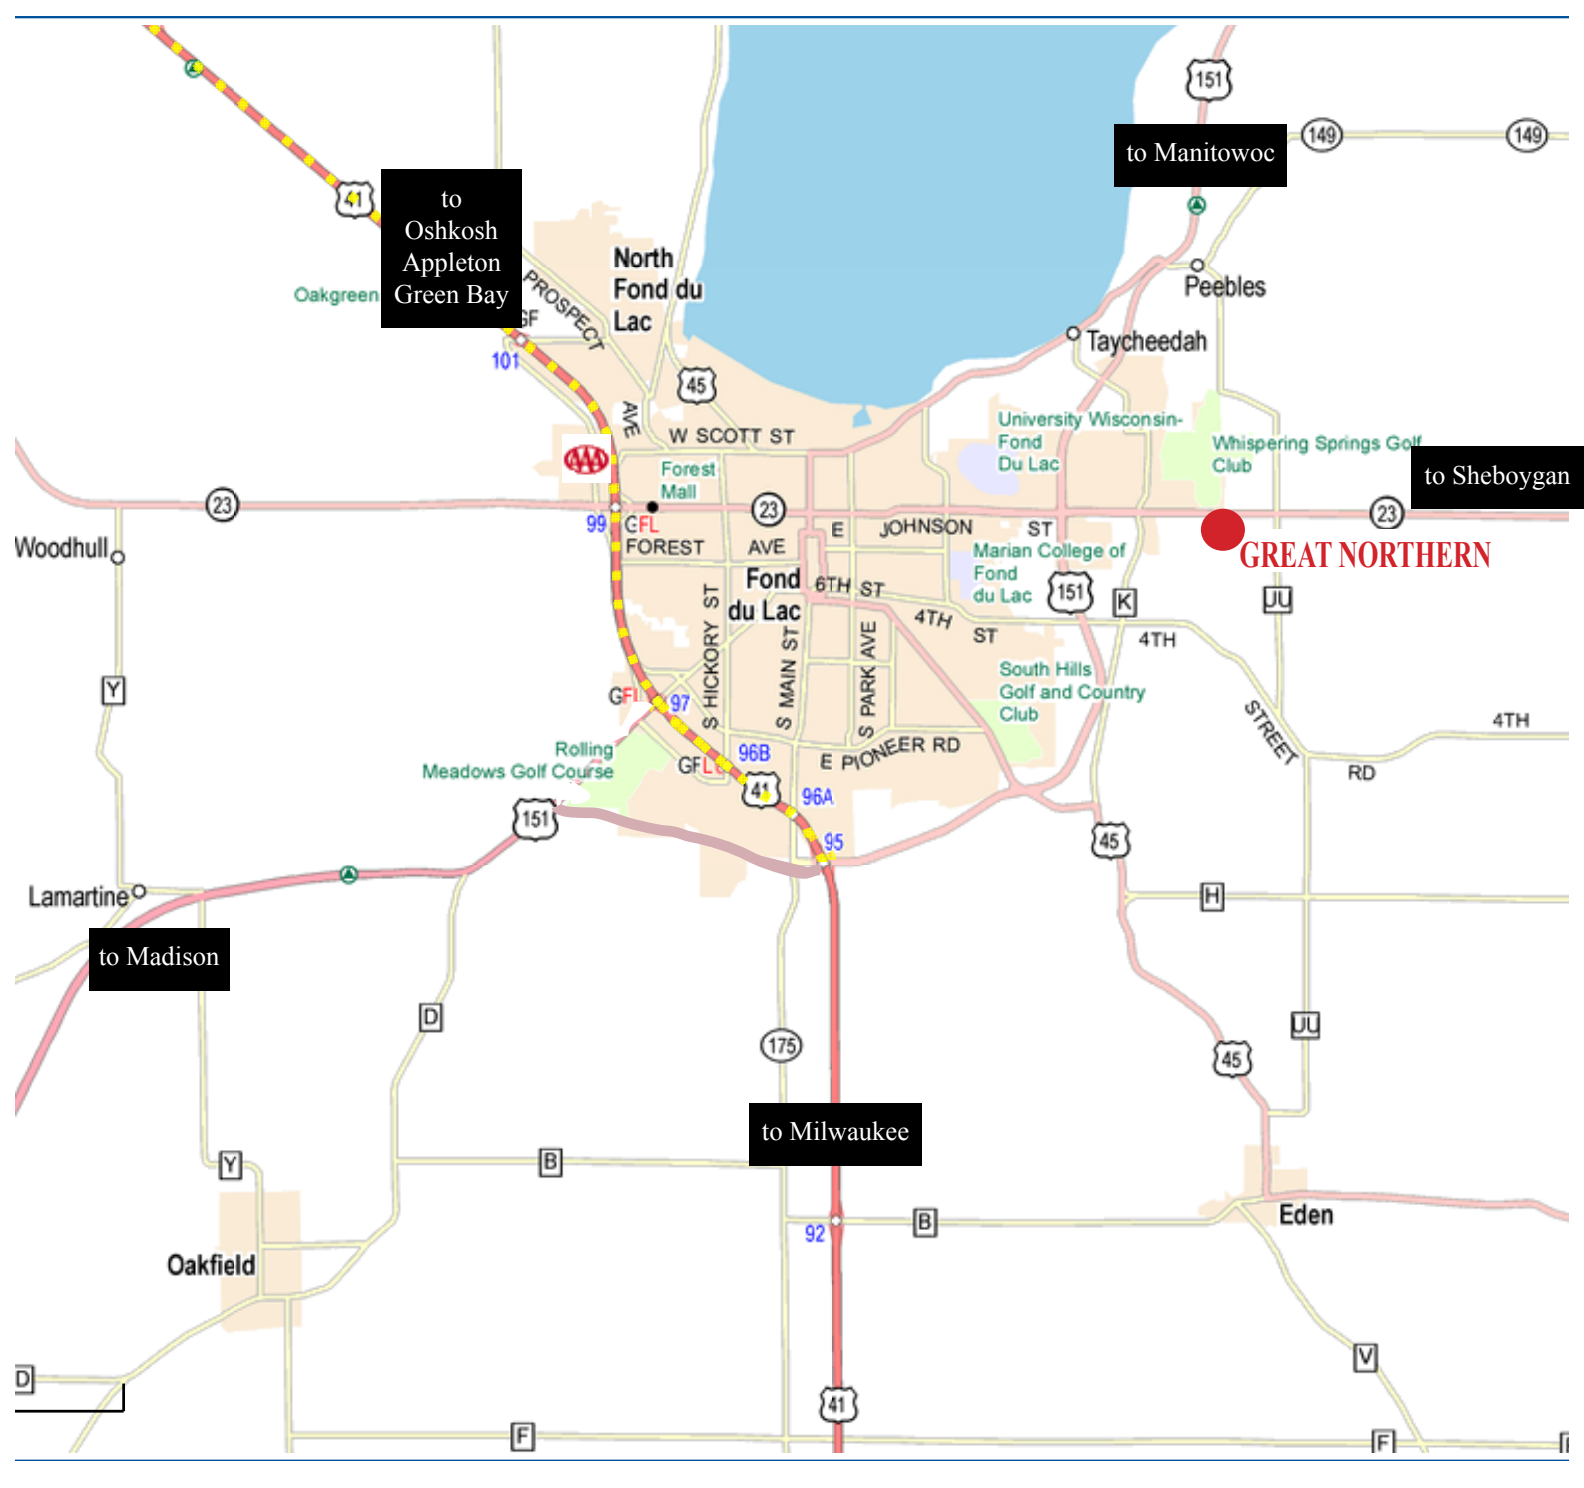 151
to Manitowoc
149
149
41
to
Oshkosh
Appleton
Green Bay
North
Fond du
Lac
Oakgreen
PROSPECT
AVE
GF
101
Peebles
Taycheedah
45
W SCOTT ST
University Wisconsin-
Fond
Du Lac
Whispering Springs Golf
Club
to Sheboygan
AAA
Forest
Mall
23
23
23
99
GFL
E JOHNSON ST
FOREST AVE
Woodhull
GREAT NORTHERN
Marian College of
Fond
du Lac
Fond
du Lac
6TH ST
4TH
ST
151
K
UU
4TH
STREET
RD
4TH
Y
S HICKORY ST
S MAIN ST
S PARK AVE
South Hills
Golf and Country
Club
97
96B
E PIONEER RD
Rolling
Meadows Golf Course
41
96A
95
151
45
Lamartine
H
to Madison
D
UU
175
45
to Milwaukee
Y
B
B
92
Eden
Oakfield
V
D
41
F
F